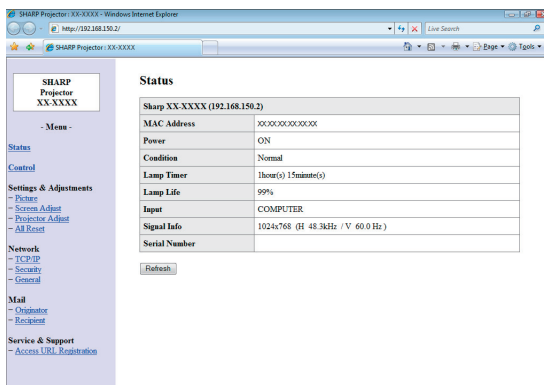 SHARP Projector: XX-XXXX - Windows Internet Explorer
http://192.168.150.2/
Live Search
SHARP Projector: XX-XXXX
Page
Tools
SHARP
Projector
XX-XXXX
- Menu -
Status
Control
Settings & Adjustments
- Picture
- Screen Adjust
- Projector Adjust
- All Reset
Network
- TCP/IP
- Security
- General
Mail
- Originator
- Recipient
Service & Support
- Access URL Registration
Status
Sharp XX-XXXX (192.168.150.2)
MAC Address XX:XX:XX:XX:XX:XX
Power ON
Condition Normal
Lamp Timer 1hour(s) 15minute(s)
Lamp Life 99%
Input COMPUTER
Signal Info 1024x768 (H 48.3kHz / V 60.0 Hz )
Serial Number
Refresh